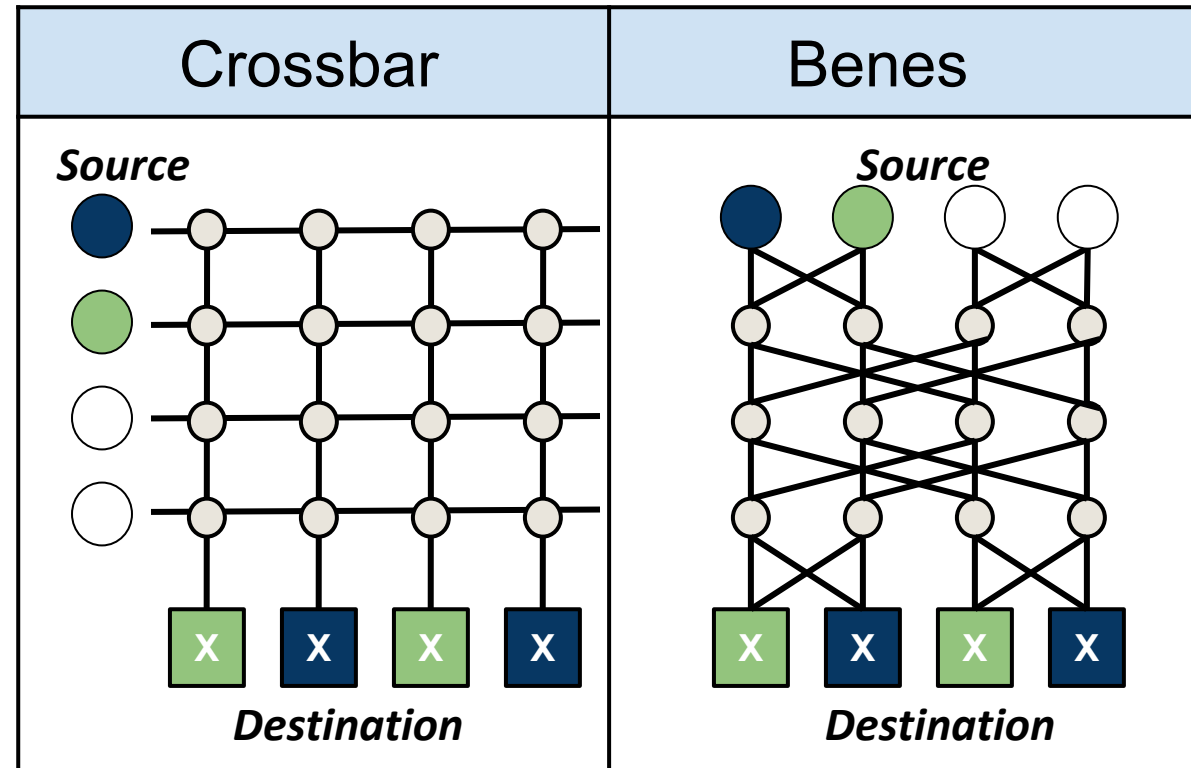 Crossbar
Benes
Source
X X X X
Destination
Source
X X X X
Destination